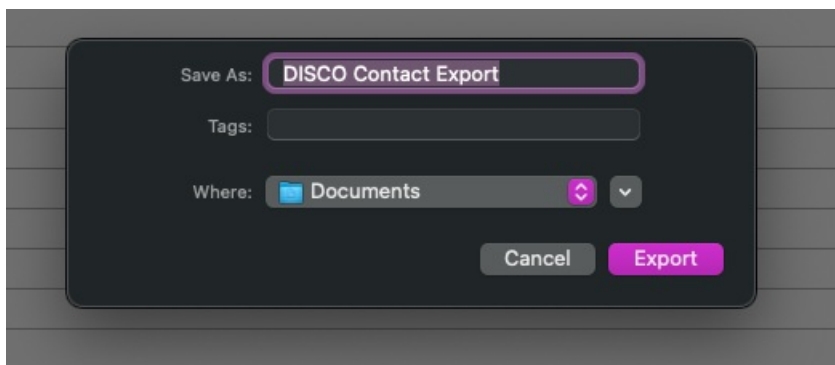 Save As: DISCO Contact Export
Tags:
Where: Documents
Cancel Export